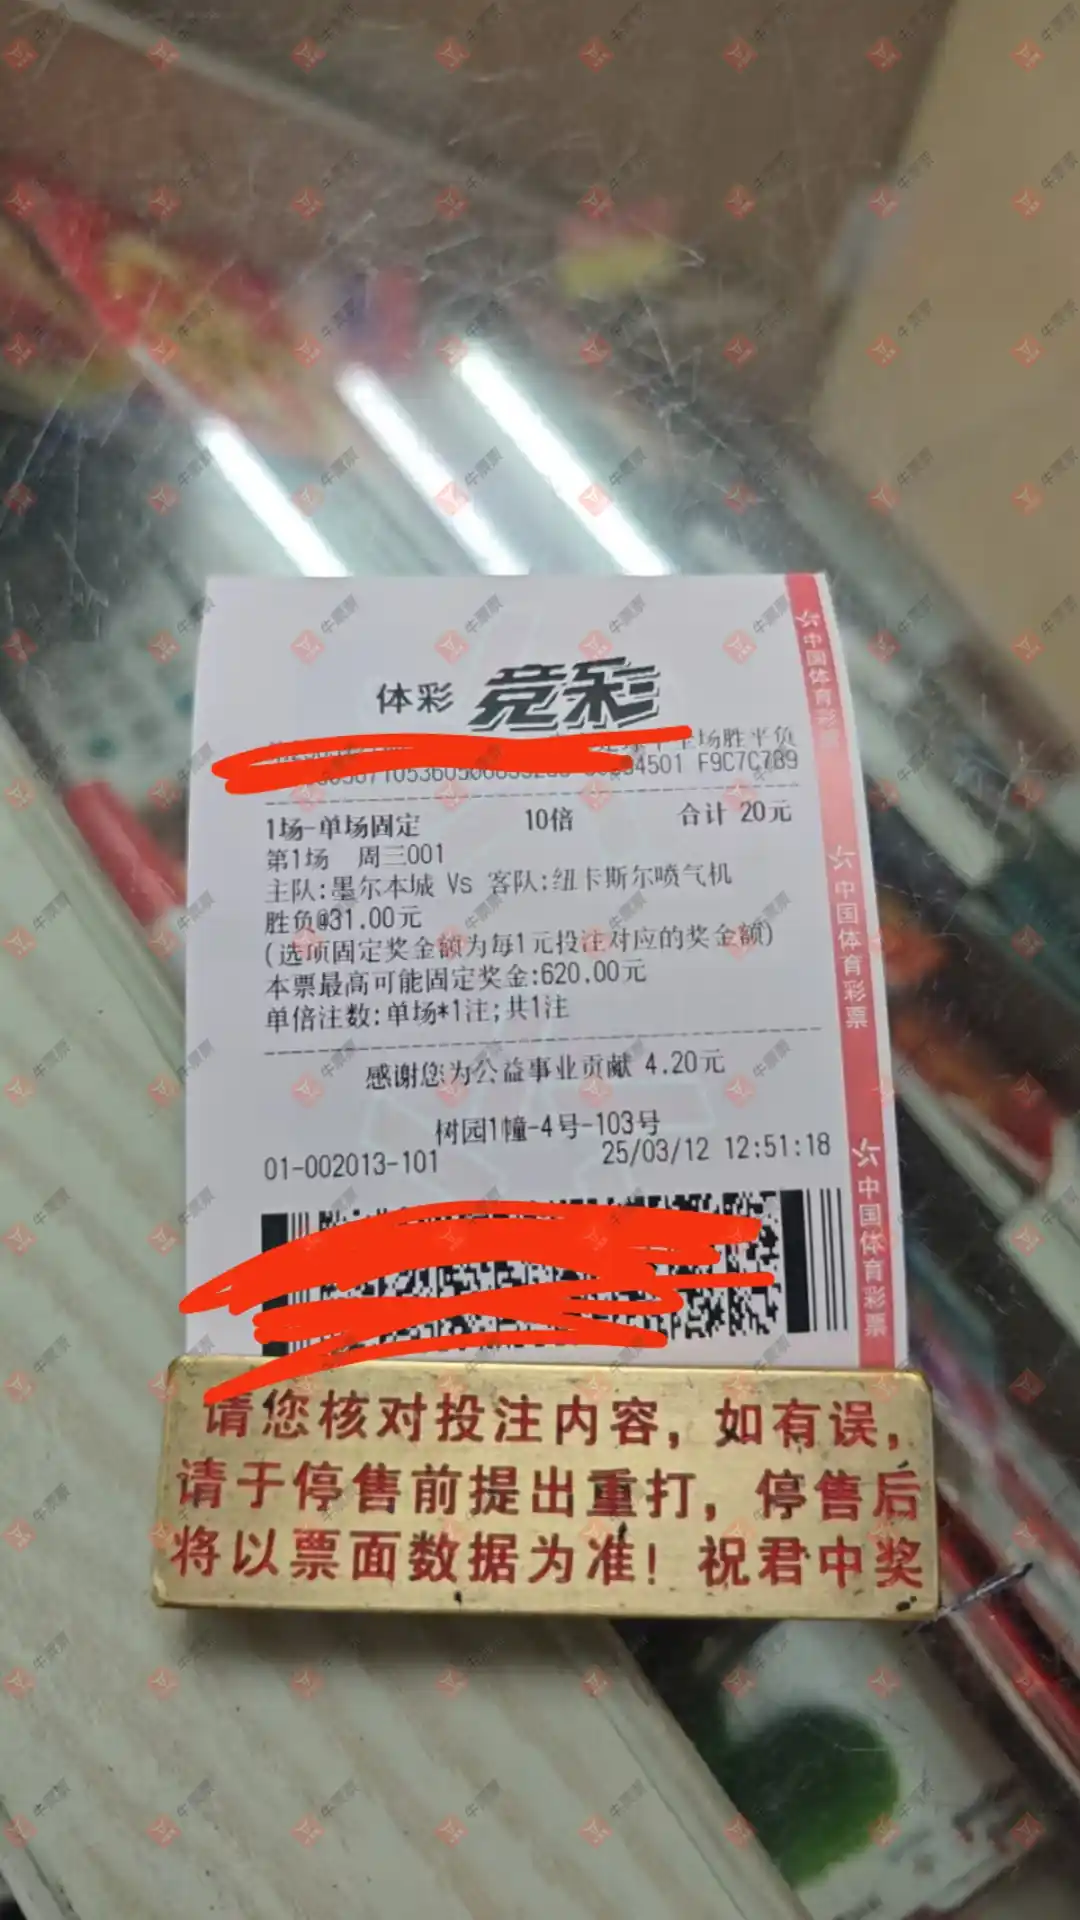 体彩 竞彩
全场胜平负
4501 F9C7C7B9
1场-单场固定 10倍 合计 20元
第1场 周三001
主队:墨尔本城 Vs 客队:纽卡斯尔喷气机
胜负@31.00元
(选项固定奖金额为每1元投注对应的奖金额)
本票最高可能固定奖金:620.00元
单倍注数:单场*1注;共1注
感谢您为公益事业贡献 4.20元
树园1幢-4号-103号
01-002013-101 25/03/12 12:51:18
中国体育彩票
中国体育彩票
中国体育彩票
请您核对投注内容，如有误，
请于停售前提出重打，停售后
将以票面数据为准！祝君中奖
牛票票